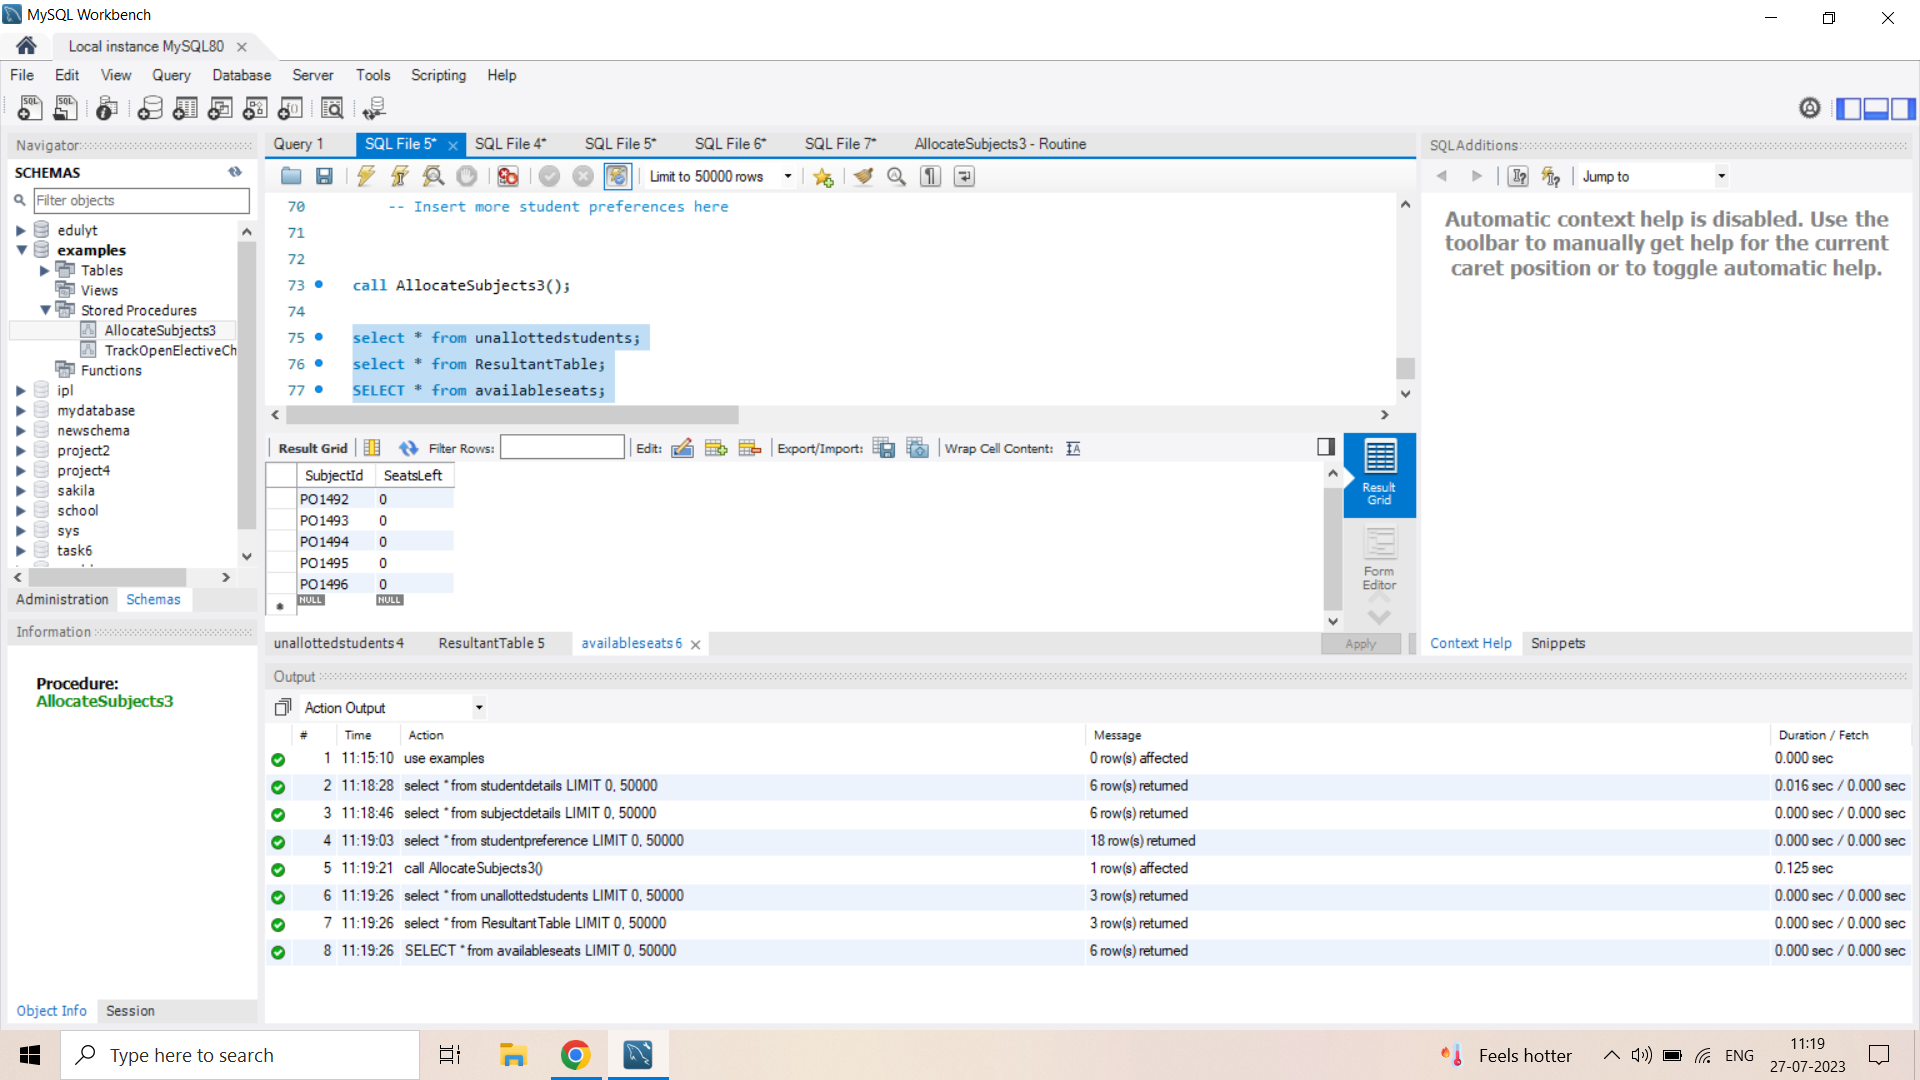 MySQL Workbench
Local instance MySQL80
File Edit View Query Database Server Tools Scripting Help
Navigator
SCHEMAS
Filter objects
edulyt
examples
Tables
Views
Stored Procedures
AllocateSubjects3
TrackOpenElectiveCh
Functions
ipl
mydatabase
newschema
project2
project4
sakila
school
sys
task6
Administration Schemas
Information
Procedure:
AllocateSubjects3
Object Info Session
Query 1 SQL File 5* SQL File 4* SQL File 5* SQL File 6* SQL File 7* AllocateSubjects3 - Routine
Limit to 50000 rows
70 -- Insert more student preferences here
71
72
73 call AllocateSubjects3();
74
75 select * from unallottedstudents;
76 select * from ResultantTable;
77 SELECT * from availableseats;
Result Grid Filter Rows: Edit: Export/Import: Wrap Cell Content:
SubjectId SeatsLeft
PO1492 0
PO1493 0
PO1494 0
PO1495 0
PO1496 0
NULL NULL
Result Grid
Form Editor
unallottedstudents 4 ResultantTable 5 availableseats 6
Apply
SQLAdditions
Jump to
Automatic context help is disabled. Use the
toolbar to manually get help for the current
caret position or to toggle automatic help.
Context Help Snippets
Output
Action Output
# Time Action Message Duration / Fetch
1 11:15:10 use examples 0 row(s) affected 0.000 sec
2 11:18:28 select * from studentdetails LIMIT 0, 50000 6 row(s) returned 0.016 sec / 0.000 sec
3 11:18:46 select * from subjectdetails LIMIT 0, 50000 6 row(s) returned 0.000 sec / 0.000 sec
4 11:19:03 select * from studentpreference LIMIT 0, 50000 18 row(s) returned 0.000 sec / 0.000 sec
5 11:19:21 call AllocateSubjects3() 1 row(s) affected 0.125 sec
6 11:19:26 select * from unallottedstudents LIMIT 0, 50000 3 row(s) returned 0.000 sec / 0.000 sec
7 11:19:26 select * from ResultantTable LIMIT 0, 50000 3 row(s) returned 0.000 sec / 0.000 sec
8 11:19:26 SELECT * from availableseats LIMIT 0, 50000 6 row(s) returned 0.000 sec / 0.000 sec
Type here to search
Feels hotter
ENG
11:19
27-07-2023